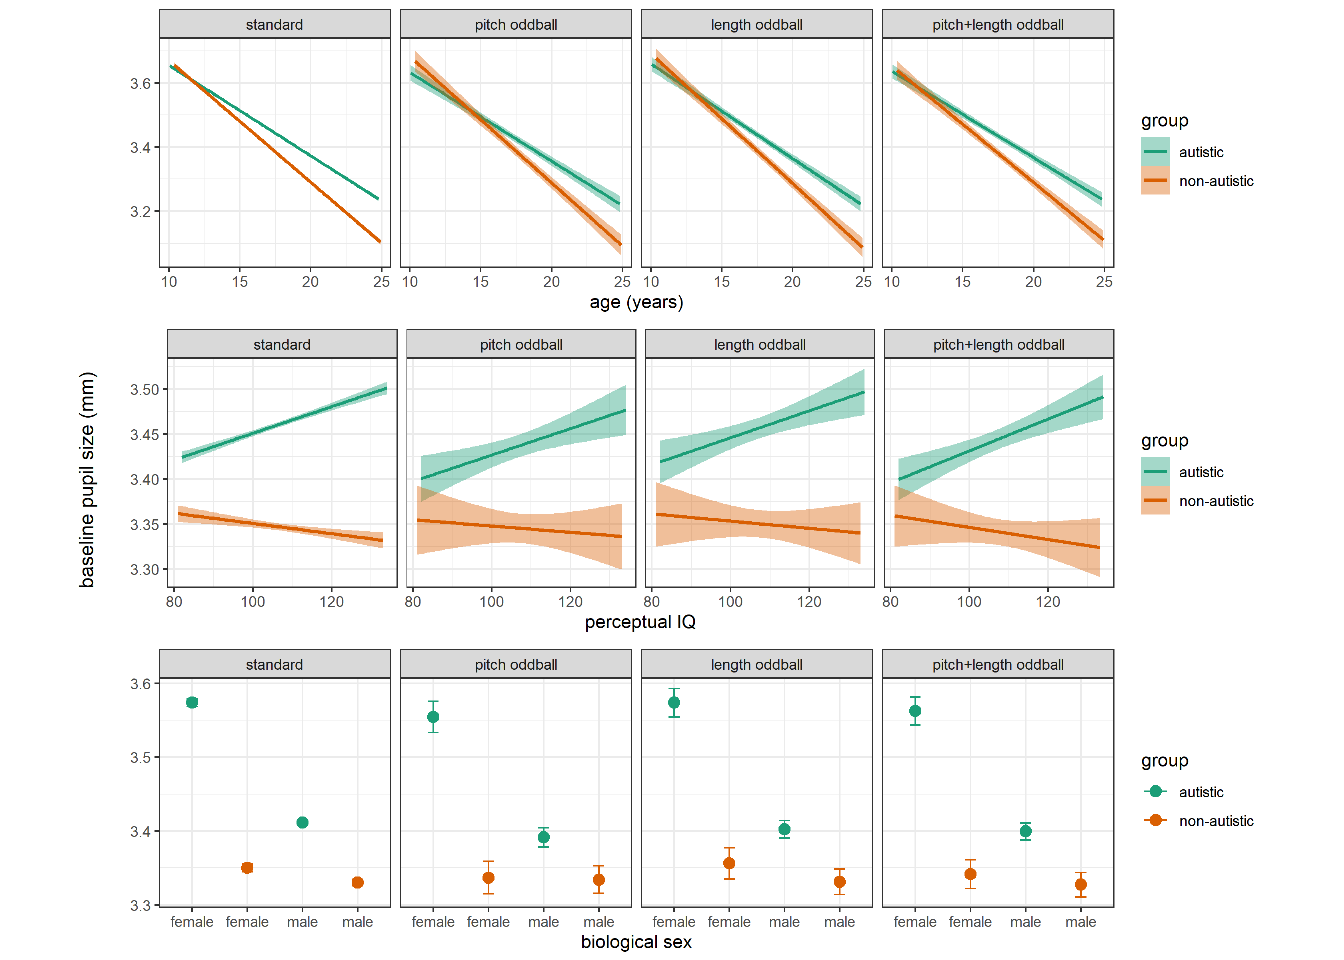 standard pitch oddball length oddball pitch+length oddball
3.6
3.4
3.2
10 15 20 25 10 15 20 25 10 15 20 25 10 15 20 25
age (years)
group
autistic
non-autistic
baseline pupil size (mm)
standard pitch oddball length oddball pitch+length oddball
3.50
3.45
3.40
3.35
3.30
80 100 120 80 100 120 80 100 120 80 100 120
perceptual IQ
group
autistic
non-autistic
standard pitch oddball length oddball pitch+length oddball
3.6
3.5
3.4
3.3
female female male male female female male male female female male male female female male male
biological sex
group
autistic
non-autistic